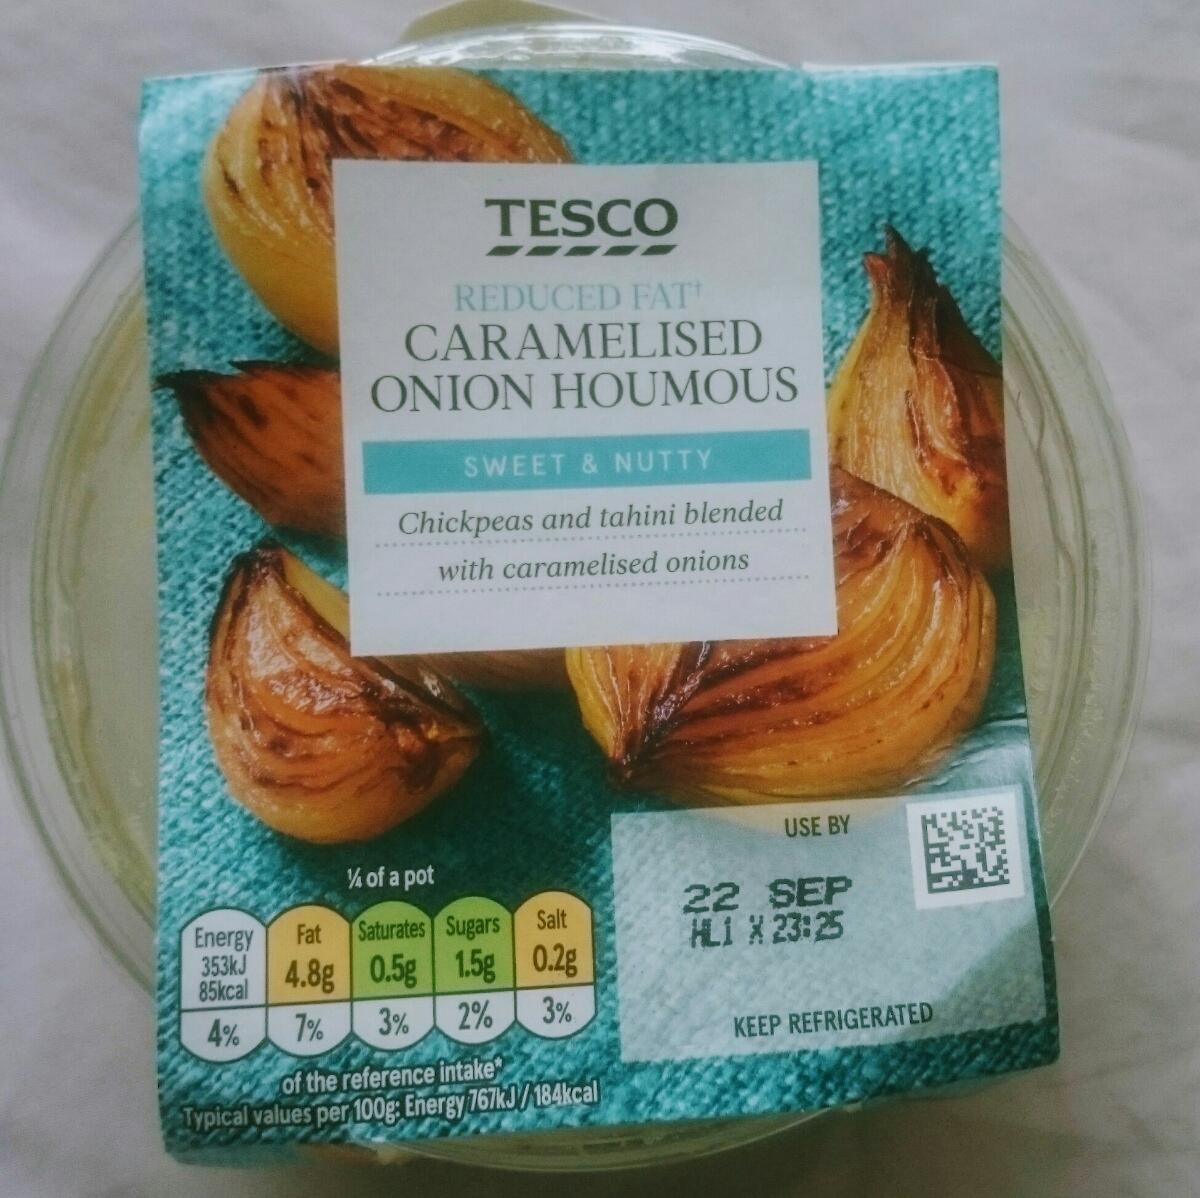 TESCO
REDUCED FAT†
CARAMELISED
ONION HOUMOUS
SWEET & NUTTY
Chickpeas and tahini blended
with caramelised onions
USE BY
22 SEP
HL1 X 23:25
KEEP REFRIGERATED
¼ of a pot
Energy 353kJ 85kcal 4%
Fat 4.8g 7%
Saturates 0.5g 3%
Sugars 1.5g 2%
Salt 0.2g 3%
of the reference intake*
Typical values per 100g: Energy 767kJ / 184kcal